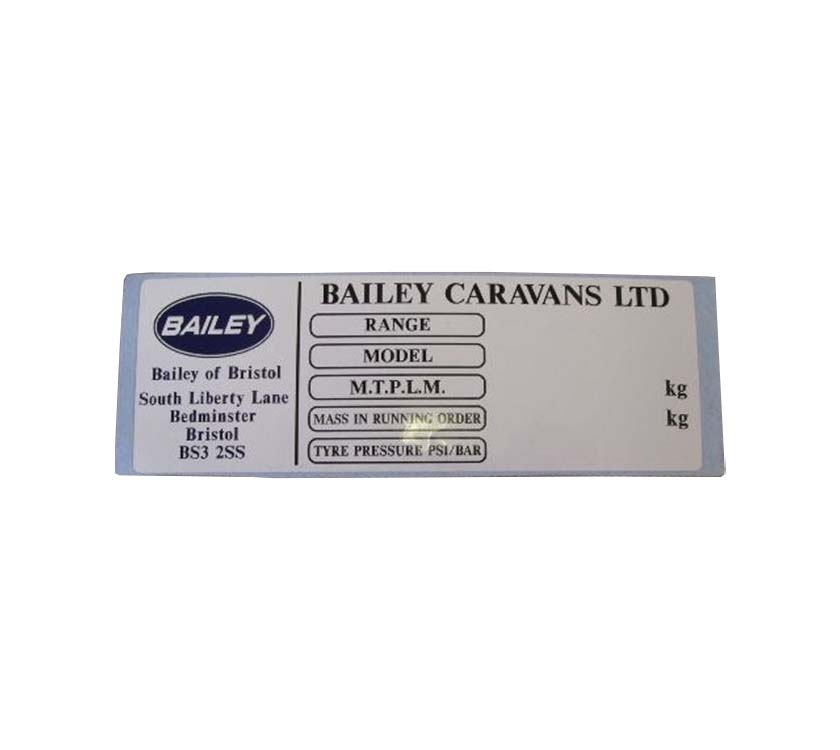 BAILEY
Bailey of Bristol
South Liberty Lane
Bedminster
Bristol
BS3 2SS
BAILEY CARAVANS LTD
RANGE
MODEL
M.T.P.L.M. kg
MASS IN RUNNING ORDER kg
TYRE PRESSURE PSI/BAR